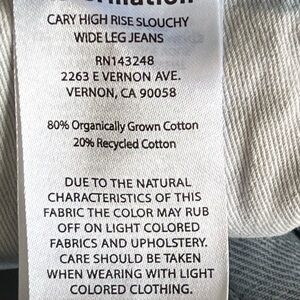 CARY HIGH RISE SLOUCHY
WIDE LEG JEANS
RN143248
2263 E VERNON AVE.
VERNON, CA 90058
80% Organically Grown Cotton
20% Recycled Cotton
DUE TO THE NATURAL
CHARACTERISTICS OF THIS
FABRIC THE COLOR MAY RUB
OFF ON LIGHT COLORED
FABRICS AND UPHOLSTERY.
CARE SHOULD BE TAKEN
WHEN WEARING WITH LIGHT
COLORED CLOTHING.